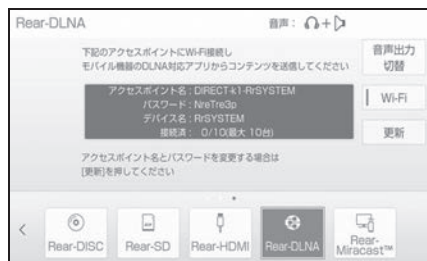 Rear-DLNA
音声：
下記のアクセスポイントにWi-Fi接続し
モバイル機器のDLNA対応アプリからコンテンツを送信してください
音声出力
切替
アクセスポイント名：DIRECT-k1-RrSYSTEM
パスワード：NreTre3p
デバイス名：RrSYSTEM
接続済：0/10(最大 10台)
Wi-Fi
更新
アクセスポイント名とパスワードを変更する場合は
[更新]を押してください
Rear-DISC
Rear-SD
Rear-HDMI
Rear-DLNA
Rear-
Miracast™